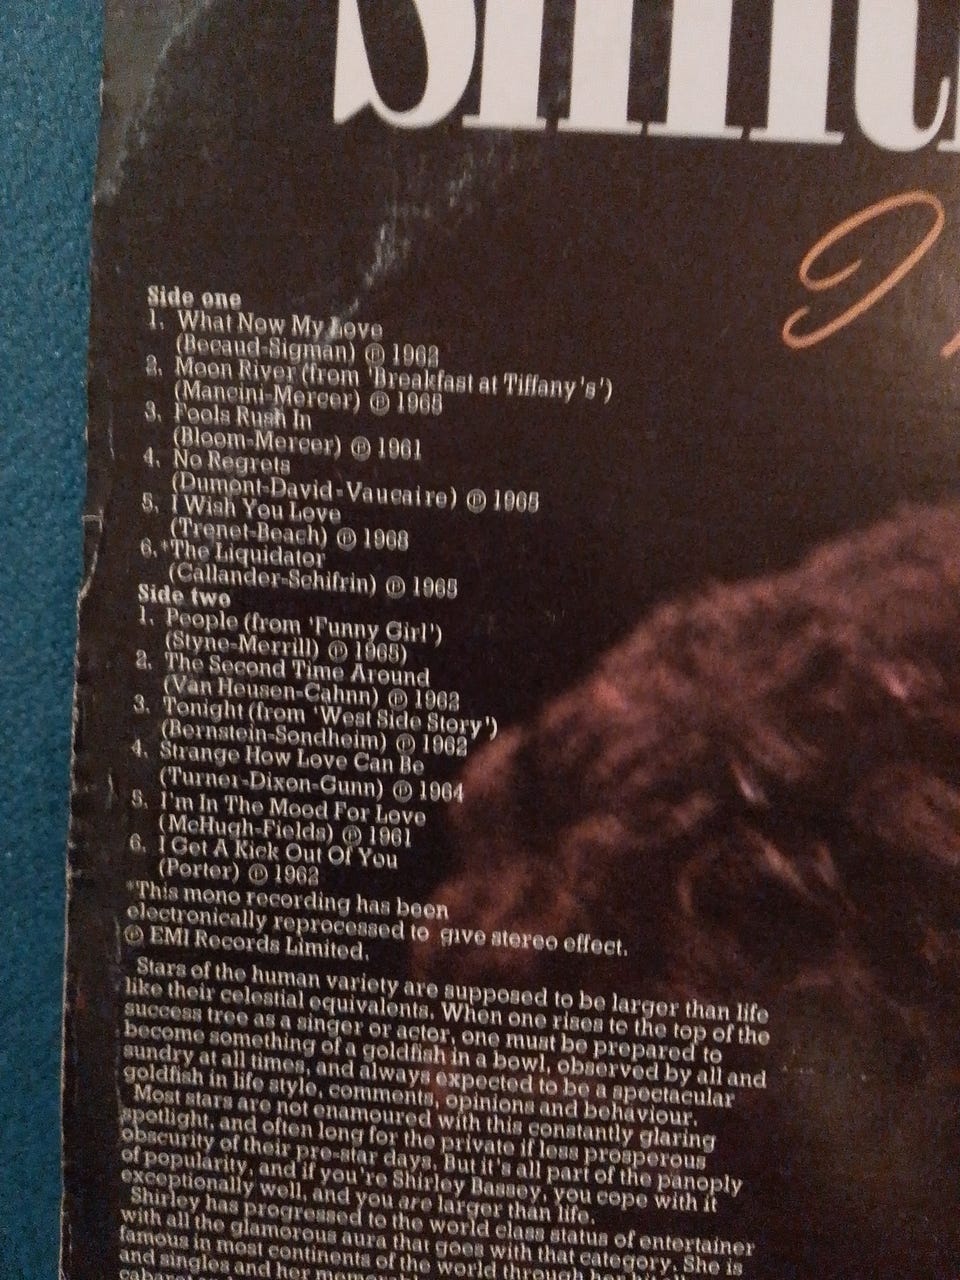 Side one
1. What Now My Love
(Becaud-Sigman) ℗ 1962
2. Moon River (from 'Breakfast at Tiffany's')
(Mancini-Mercer) ℗ 1965
3. Fools Rush In
(Bloom-Mercer) ℗ 1961
4. No Regrets
(Dumont-David-Vaucaire) ℗ 1965
5. I Wish You Love
(Trenet-Beach) ℗ 1963
6. *The Liquidator
(Callander-Schifrin) ℗ 1965
Side two
1. People (from 'Funny Girl')
(Styne-Merrill) ℗ 1965)
2. The Second Time Around
(Van Heusen-Cahnn) ℗ 1962
3. Tonight (from 'West Side Story')
(Bernstein-Sondheim) ℗ 1962
4. Strange How Love Can Be
(Turner-Dixon-Gunn) ℗ 1964
5. I'm In The Mood For Love
(McHugh-Fields) ℗ 1961
6. I Get A Kick Out Of You
(Porter) ℗ 1962
*This mono recording has been
electronically reprocessed to give stereo effect.
℗ EMI Records Limited.
Stars of the human variety are supposed to be larger than life
like their celestial equivalents. When one rises to the top of the
success tree as a singer or actor, one must be prepared to
become something of a goldfish in a bowl, observed by all and
sundry at all times, and always expected to be a spectacular
goldfish in life style, comments, opinions and behaviour.
Most stars are not enamoured with this constantly glaring
spotlight, and often long for the private if less prosperous
obscurity of their pre-star days. But it's all part of the panoply
of popularity, and if you're Shirley Bassey, you cope with it
exceptionally well, and you are larger than life.
Shirley has progressed to the world class status of entertainer
with all the glamorous aura that goes with that category. She is
famous in most continents of the world through her
and singles and her